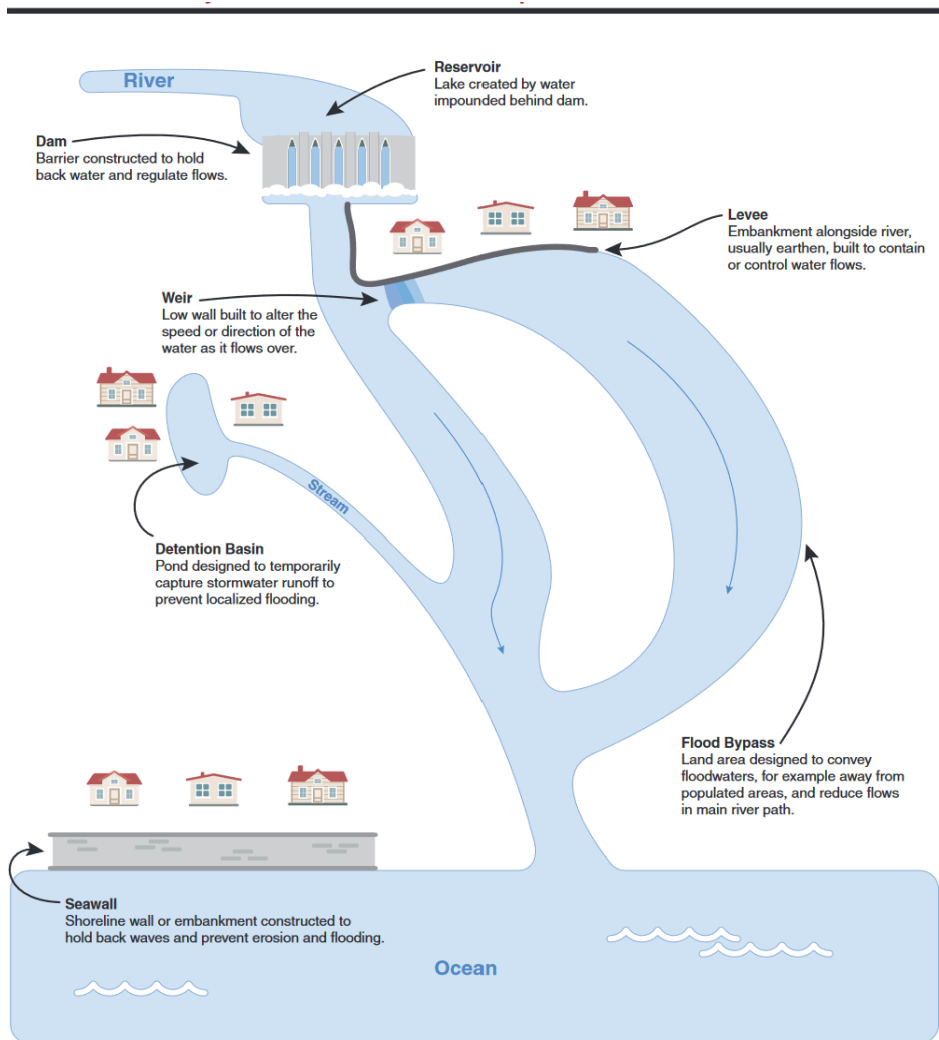 River
Reservoir
Lake created by water
impounded behind dam.
Dam
Barrier constructed to hold
back water and regulate flows.
Levee
Embankment alongside river,
usually earthen, built to contain
or control water flows.
Weir
Low wall built to alter the
speed or direction of the
water as it flows over.
Stream
Detention Basin
Pond designed to temporarily
capture stormwater runoff to
prevent localized flooding.
Flood Bypass
Land area designed to convey
floodwaters, for example away from
populated areas, and reduce flows
in main river path.
Seawall
Shoreline wall or embankment constructed to
hold back waves and prevent erosion and flooding.
Ocean